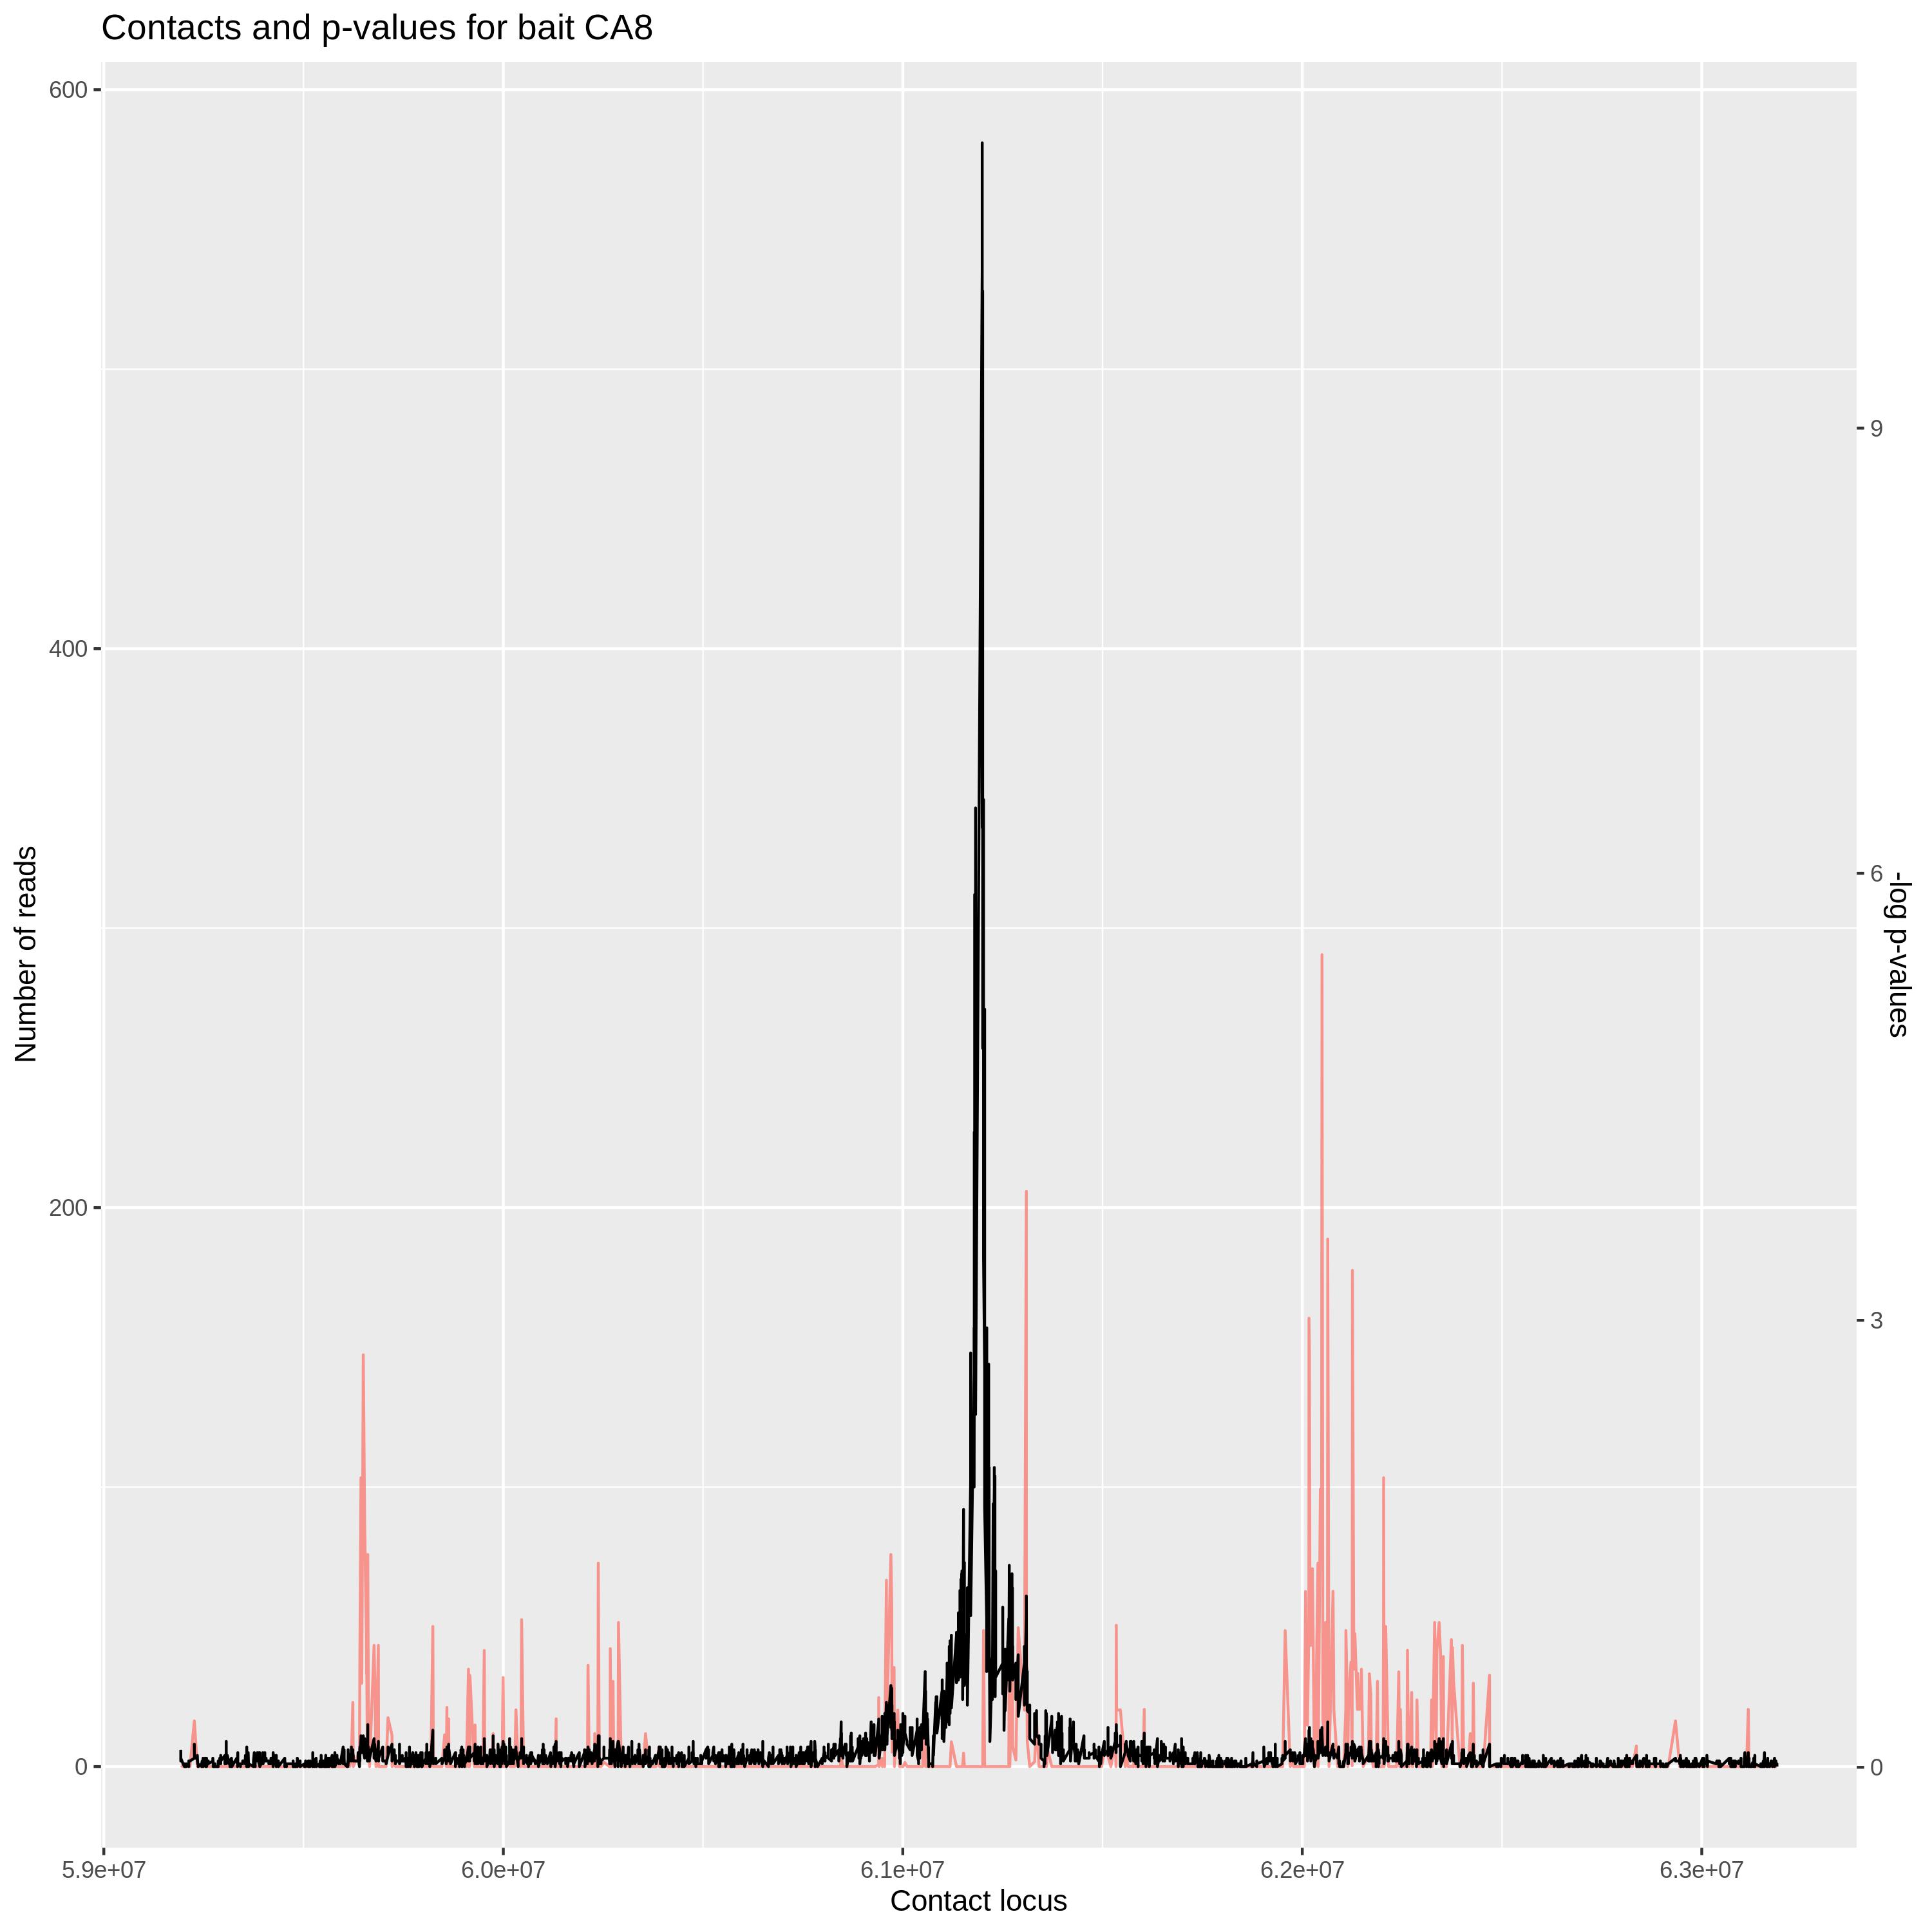 Contacts and p-values for bait CA8
600
400
200
0
Number of reads
9
6
3
0
-log p-values
5.9e+07 6.0e+07 6.1e+07 6.2e+07 6.3e+07
Contact locus